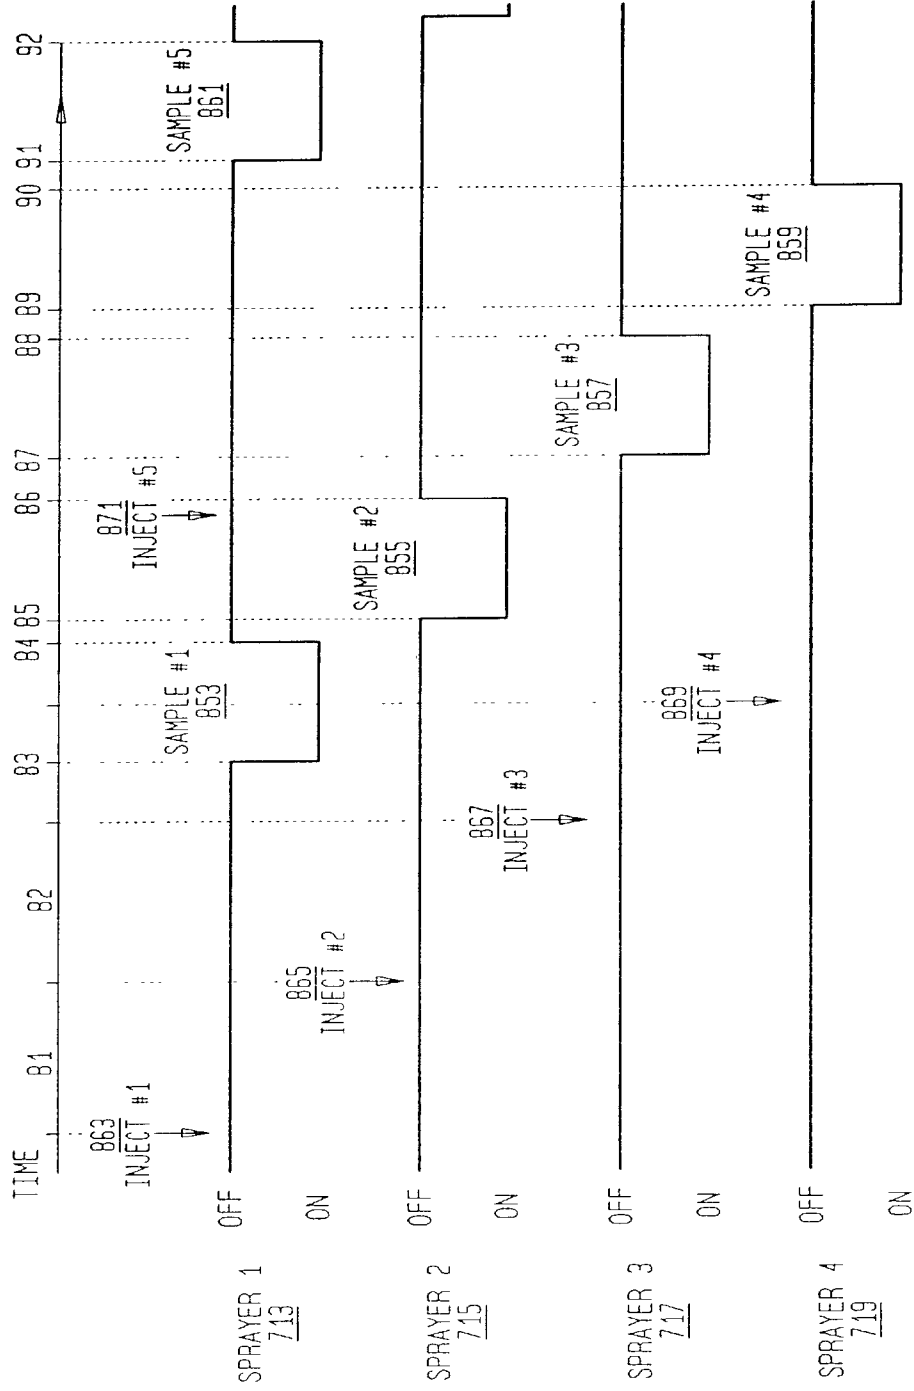 TIME 81 82 83 84 85 86 87 88 89 90 91 92
863
INJECT #1
871
INJECT #5
SAMPLE #1
853
SAMPLE #5
861
SPRAYER 1
713
OFF
ON
865
INJECT #2
SAMPLE #2
855
SPRAYER 2
715
OFF
ON
867
INJECT #3
SAMPLE #3
857
SPRAYER 3
717
OFF
ON
869
INJECT #4
SAMPLE #4
859
SPRAYER 4
719
OFF
ON